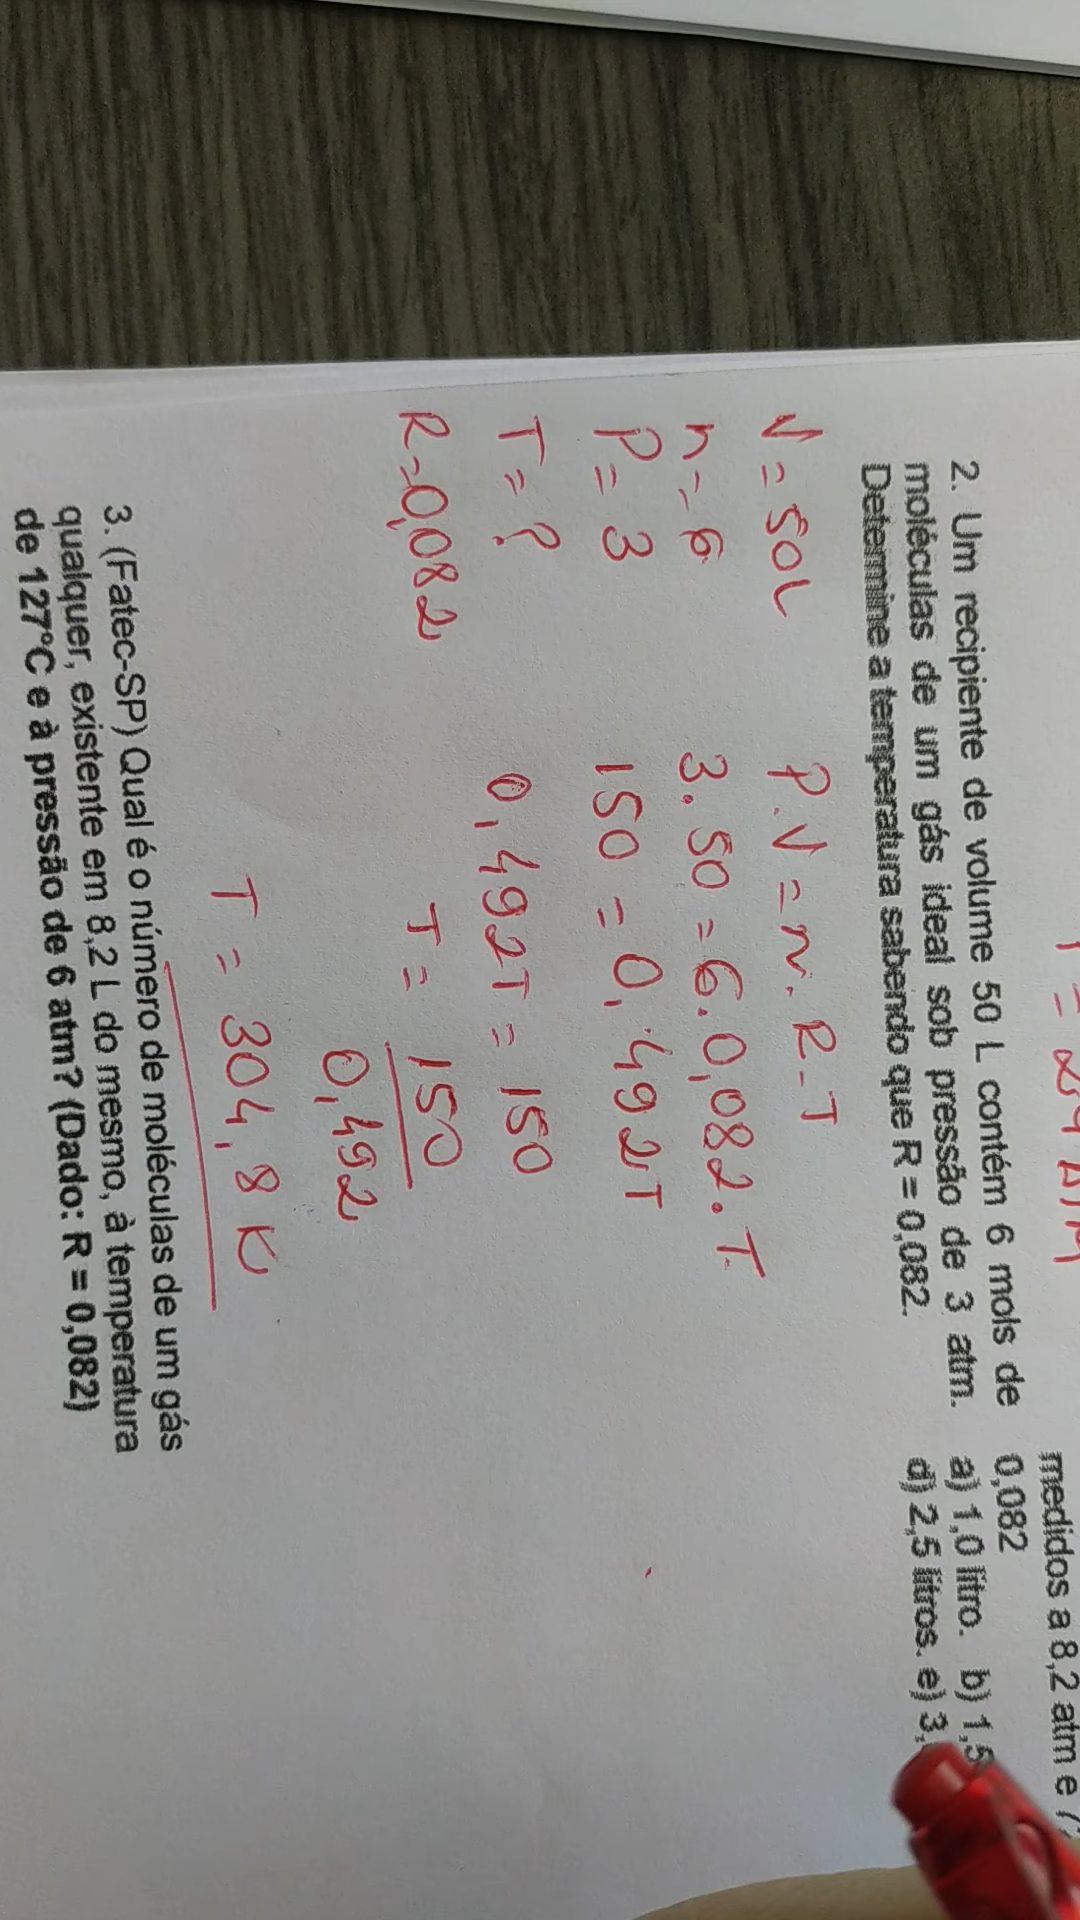 2. Um recipiente de volume 50 L contém 6 mols de
moléculas de um gás ideal sob pressão de 3 atm.
Determine a temperatura sabendo que R = 0,082.
V = 50L
n = 6
P = 3
T = ?
R = 0,082
P.V = n.R.T
3.50 = 6.0,082.T
150 = 0,492T
0,492T = 150
T = 150
0,492
T = 304,8 K
3. (Fatec-SP) Qual é o número de moléculas de um gás
qualquer, existente em 8,2 L do mesmo, à temperatura
de 127°C e à pressão de 6 atm? (Dado: R = 0,082)
medidos a 8,2 atm e
0,082
a) 1,0 litro. b) 1,5
d) 2,5 litros. e) 3,